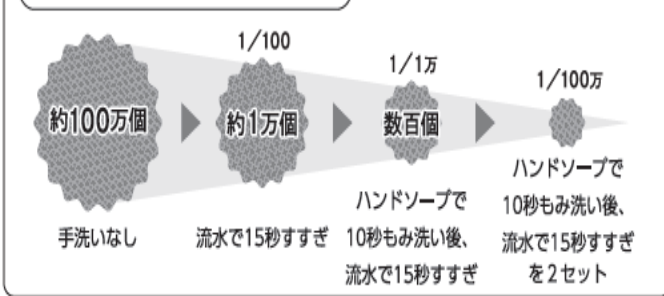 約100万個
手洗いなし
1/100
約1万個
流水で15秒すすぎ
1/1万
数百個
ハンドソープで
10秒もみ洗い後、
流水で15秒すすぎ
1/100万
ハンドソープで
10秒もみ洗い後、
流水で15秒すすぎ
を2セット